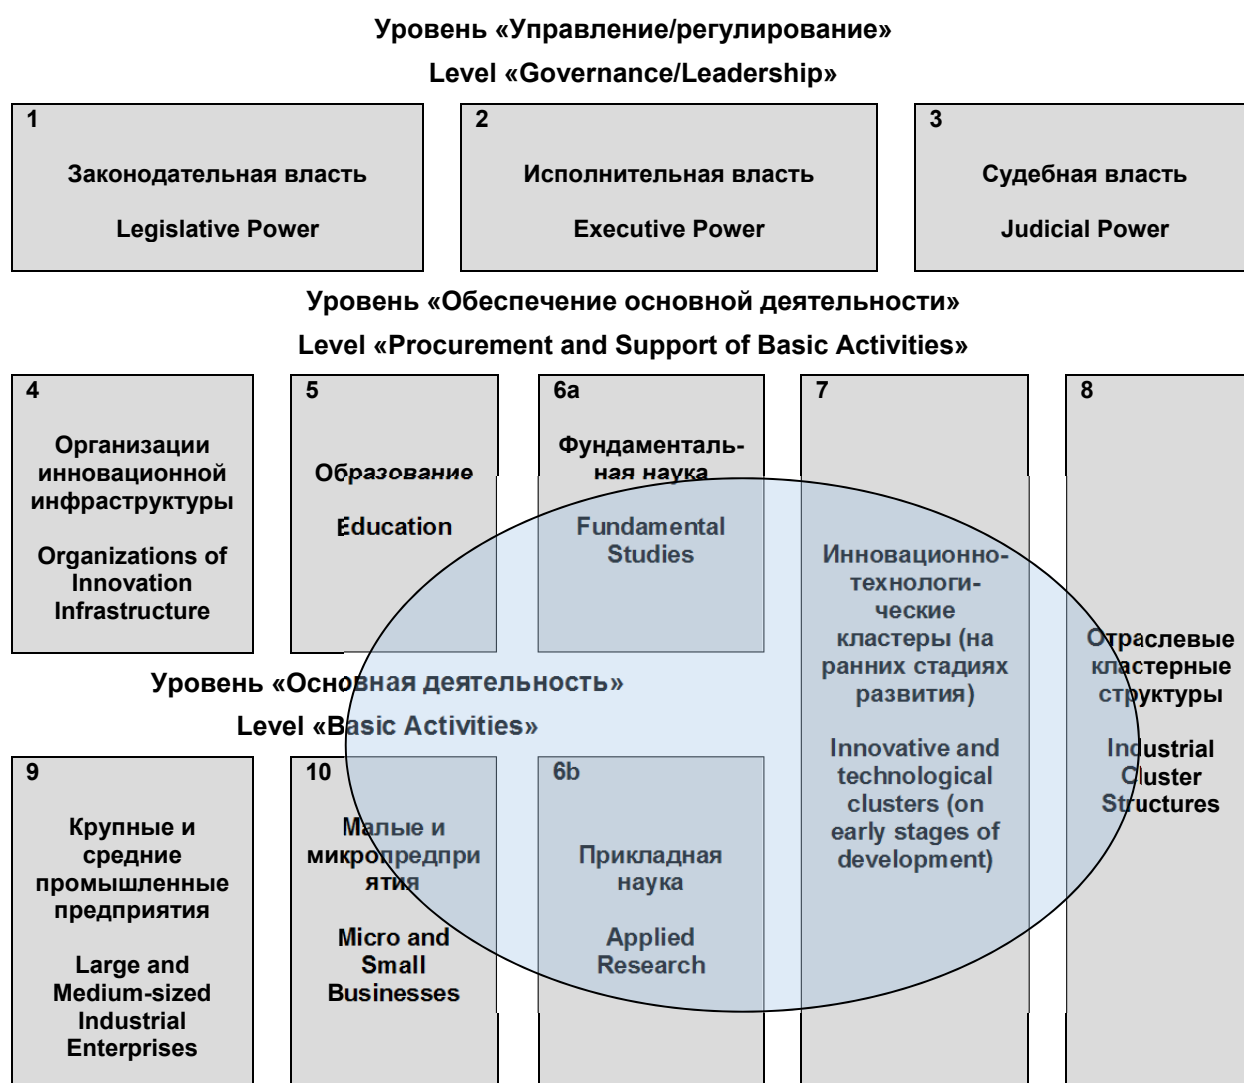 Уровень «Управление/регулирование»
Level «Governance/Leadership»
1
Законодательная власть
Legislative Power
2
Исполнительная власть
Executive Power
3
Судебная власть
Judicial Power
Уровень «Обеспечение основной деятельности»
Level «Procurement and Support of Basic Activities»
4
Организации
инновационной
инфраструктуры
Organizations of
Innovation
Infrastructure
5
Образование
Education
6a
Фундаменталь-
ная наука
Fundamental
Studies
7
Инновационно-
технологи-
ческие
кластеры (на
ранних стадиях
развития)
Innovative and
technological
clusters (on
early stages of
development)
8
Отраслевые
кластерные
структуры
Industrial
Cluster
Structures
Уровень «Основная деятельность»
Level «Basic Activities»
9
Крупные и
средние
промышленные
предприятия
Large and
Medium-sized
Industrial
Enterprises
10
Малые и
микропредпри
ятия
Micro and
Small
Businesses
6b
Прикладная
наука
Applied
Research